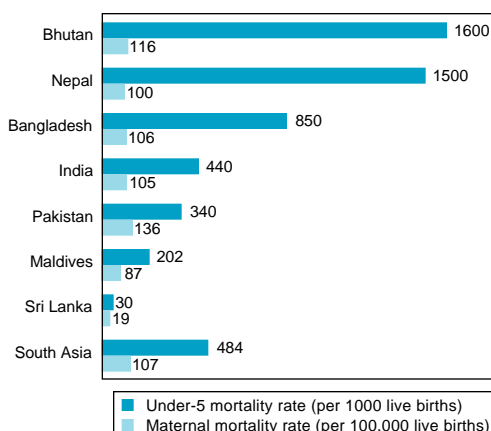 Bhutan 1600
116
Nepal 1500
100
Bangladesh 850
106
India 440
105
Pakistan 340
136
Maldives 202
87
Sri Lanka 30
19
South Asia 484
107
Under-5 mortality rate (per 1000 live births)
Maternal mortality rate (per 100,000 live births)